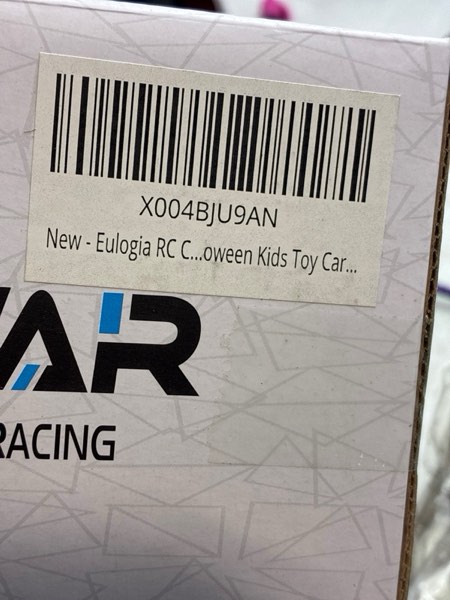 X004BJU9AN
New - Eulogia RC C...oween Kids Toy Car...
AR
RACING